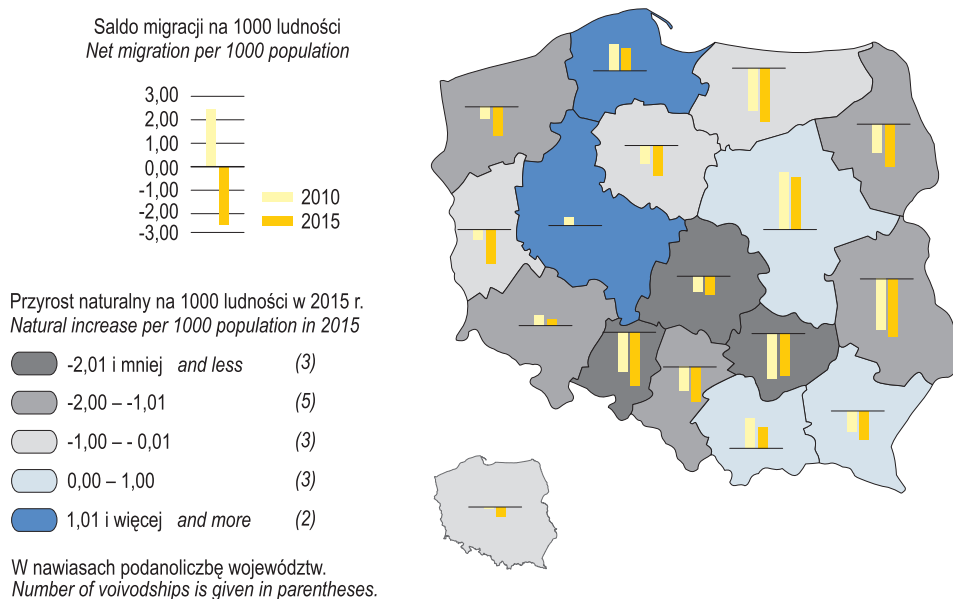 Saldo migracji na 1000 ludności
Net migration per 1000 population
3,00
2,00
1,00
0,00
-1,00
-2,00
-3,00
2010
2015
Przyrost naturalny na 1000 ludności w 2015 r.
Natural increase per 1000 population in 2015
-2,01 i mniej and less (3)
-2,00 – -1,01 (5)
-1,00 – - 0,01 (3)
0,00 – 1,00 (3)
1,01 i więcej and more (2)
W nawiasach podanoliczbę województw.
Number of voivodships is given in parentheses.